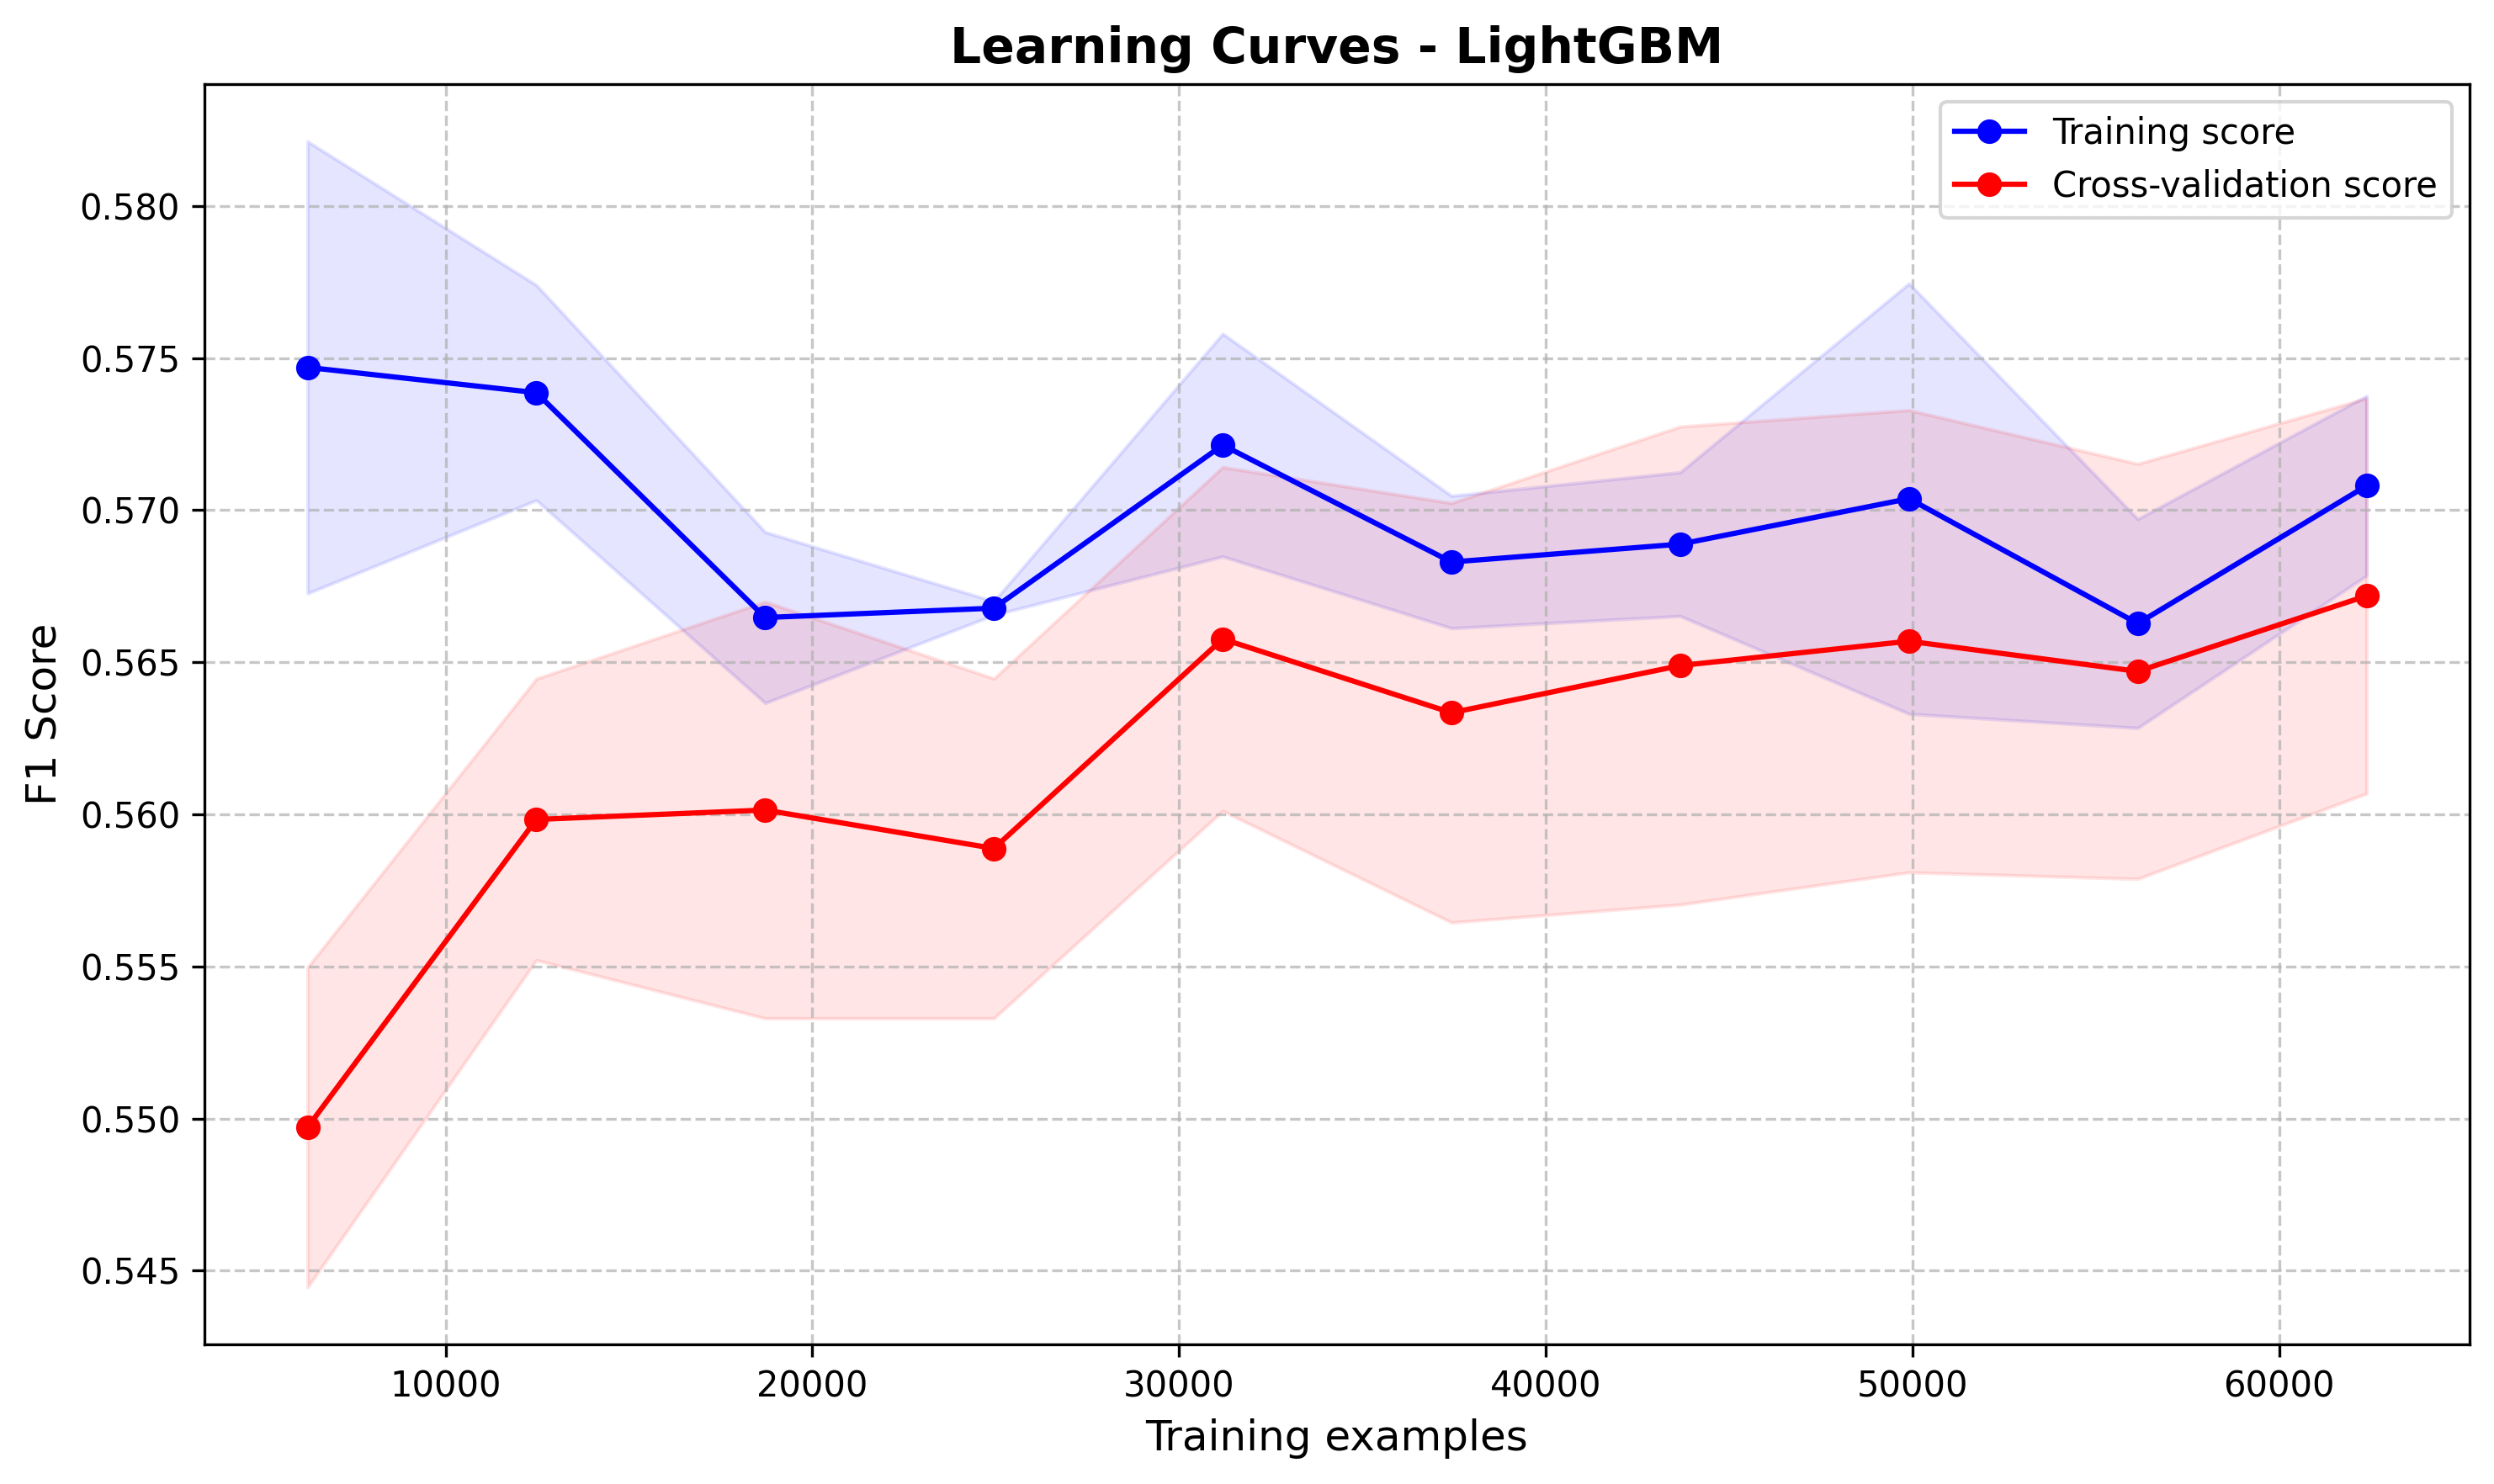 Learning Curves - LightGBM
Training score
Cross-validation score
F1 Score
0.580
0.575
0.570
0.565
0.560
0.555
0.550
0.545
10000 20000 30000 40000 50000 60000
Training examples